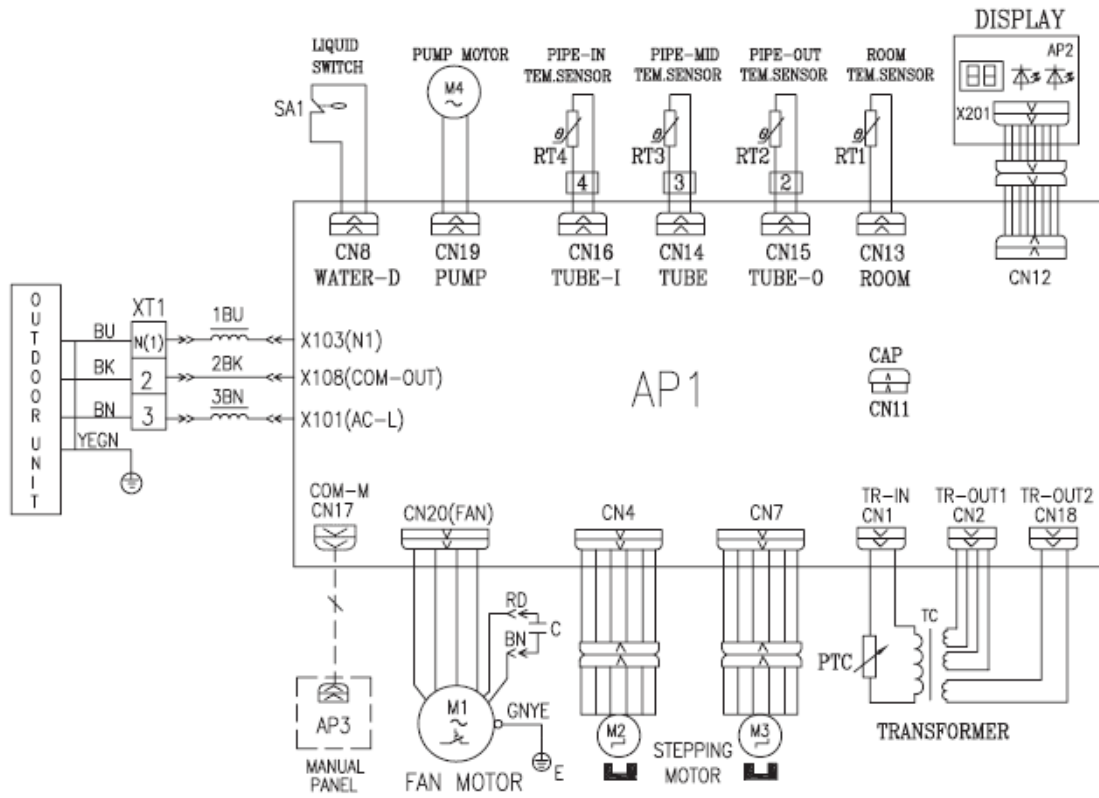 DISPLAY
AP2
X201
LIQUID
SWITCH
SA1
PUMP MOTOR
M4
PIPE-IN
TEM.SENSOR
θ
RT4
4
PIPE-MID
TEM.SENSOR
θ
RT3
3
PIPE-OUT
TEM.SENSOR
θ
RT2
2
ROOM
TEM.SENSOR
θ
RT1
CN8
WATER-D
CN19
PUMP
CN16
TUBE-I
CN14
TUBE
CN15
TUBE-O
CN13
ROOM
CN12
OUTDOOR UNIT
XT1
BU
N(1)
1BU
X103(N1)
BK
2
2BK
X108(COM-OUT)
BN
3
3BN
X101(AC-L)
YEGN
AP1
CAP
CN11
COM-M
CN17
CN20(FAN)
CN4
CN7
TR-IN
CN1
TR-OUT1
CN2
TR-OUT2
CN18
RD
C
BN
M1
GNYE
E
AP3
MANUAL
PANEL
FAN MOTOR
M2
STEPPING
MOTOR
M3
PTC
TC
TRANSFORMER